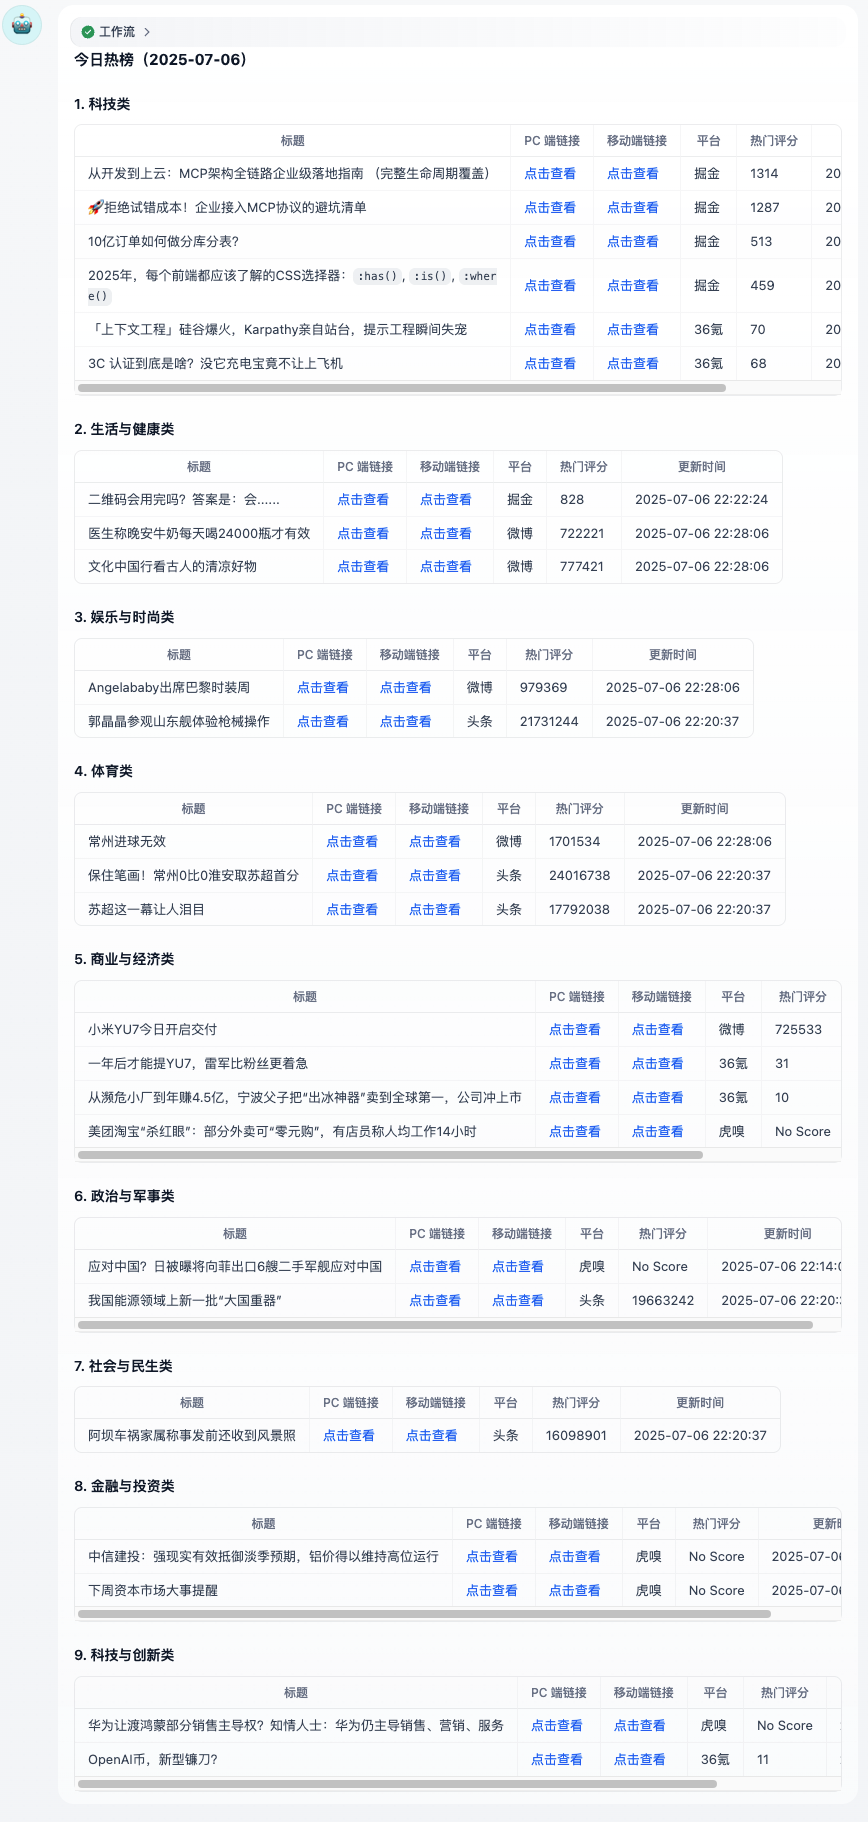 工作流
今日热榜（2025-07-06）
1. 科技类
标题 PC 端链接 移动端链接 平台 热门评分
从开发到上云：MCP架构全链路企业级落地指南 （完整生命周期覆盖） 点击查看 点击查看 掘金 1314 20
🚀拒绝试错成本！企业接入MCP协议的避坑清单 点击查看 点击查看 掘金 1287 20
10亿订单如何做分库分表? 点击查看 点击查看 掘金 513 20
2025年，每个前端都应该了解的CSS选择器：:has(), :is(), :wher
e() 点击查看 点击查看 掘金 459 20
「上下文工程」硅谷爆火，Karpathy亲自站台，提示工程瞬间失宠 点击查看 点击查看 36氪 70 20
3C 认证到底是啥？没它充电宝竟不让上飞机 点击查看 点击查看 36氪 68 20
2. 生活与健康类
标题 PC 端链接 移动端链接 平台 热门评分 更新时间
二维码会用完吗？答案是：会...... 点击查看 点击查看 掘金 828 2025-07-06 22:22:24
医生称晚安牛奶每天喝24000瓶才有效 点击查看 点击查看 微博 722221 2025-07-06 22:28:06
文化中国行看古人的清凉好物 点击查看 点击查看 微博 777421 2025-07-06 22:28:06
3. 娱乐与时尚类
标题 PC 端链接 移动端链接 平台 热门评分 更新时间
Angelababy出席巴黎时装周 点击查看 点击查看 微博 979369 2025-07-06 22:28:06
郭晶晶参观山东舰体验枪械操作 点击查看 点击查看 头条 21731244 2025-07-06 22:20:37
4. 体育类
标题 PC 端链接 移动端链接 平台 热门评分 更新时间
常州进球无效 点击查看 点击查看 微博 1701534 2025-07-06 22:28:06
保住笔画！常州0比0淮安取苏超首分 点击查看 点击查看 头条 24016738 2025-07-06 22:20:37
苏超这一幕让人泪目 点击查看 点击查看 头条 17792038 2025-07-06 22:20:37
5. 商业与经济类
标题 PC 端链接 移动端链接 平台 热门评分
小米YU7今日开启交付 点击查看 点击查看 微博 725533
一年后才能提YU7，雷军比粉丝更着急 点击查看 点击查看 36氪 31
从濒危小厂到年赚4.5亿，宁波父子把“出冰神器”卖到全球第一，公司冲上市 点击查看 点击查看 36氪 10
美团淘宝“杀红眼”：部分外卖可“零元购”，有店员称人均工作14小时 点击查看 点击查看 虎嗅 No Score
6. 政治与军事类
标题 PC 端链接 移动端链接 平台 热门评分 更新时间
应对中国？日被曝将向菲出口6艘二手军舰应对中国 点击查看 点击查看 虎嗅 No Score 2025-07-06 22:14:0
我国能源领域上新一批“大国重器” 点击查看 点击查看 头条 19663242 2025-07-06 22:20:
7. 社会与民生类
标题 PC 端链接 移动端链接 平台 热门评分 更新时间
阿坝车祸家属称事发前还收到风景照 点击查看 点击查看 头条 16098901 2025-07-06 22:20:37
8. 金融与投资类
标题 PC 端链接 移动端链接 平台 热门评分 更新
中信建投：强现实有效抵御淡季预期，铝价得以维持高位运行 点击查看 点击查看 虎嗅 No Score 2025-07-0
下周资本市场大事提醒 点击查看 点击查看 虎嗅 No Score 2025-07-0
9. 科技与创新类
标题 PC 端链接 移动端链接 平台 热门评分
华为让渡鸿蒙部分销售主导权？知情人士：华为仍主导销售、营销、服务 点击查看 点击查看 虎嗅 No Score
OpenAI币，新型镰刀? 点击查看 点击查看 36氪 11